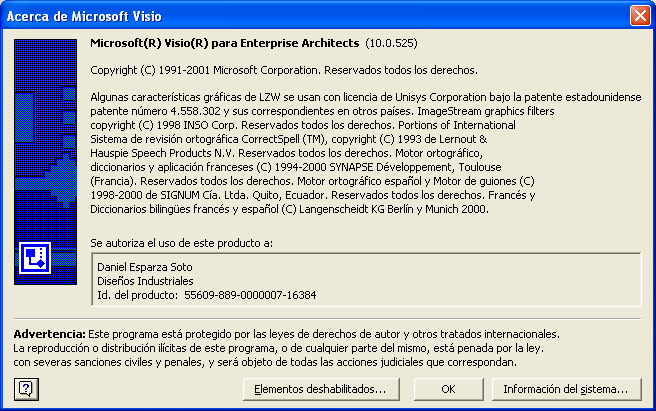 Acerca de Microsoft Visio
Microsoft(R) Visio(R) para Enterprise Architects (10.0.525)
Copyright (C) 1991-2001 Microsoft Corporation. Reservados todos los derechos.
Algunas características gráficas de LZW se usan con licencia de Unisys Corporation bajo la patente estadounidense
patente número 4.558.302 y sus correspondientes en otros países. ImageStream graphics filters
copyright (C) 1998 INSO Corp. Reservados todos los derechos. Portions of International
Sistema de revisión ortográfica CorrectSpell (TM), copyright (C) 1993 de Lernout &
Hauspie Speech Products N.V. Reservados todos los derechos. Motor ortográfico,
diccionarios y aplicación franceses (C) 1994-2000 SYNAPSE Développement, Toulouse
(Francia). Reservados todos los derechos. Motor ortográfico español y Motor de guiones (C)
1998-2000 de SIGNUM Cía. Ltda. Quito, Ecuador. Reservados todos los derechos. Francés y
Diccionarios bilingües francés y español (C) Langenscheidt KG Berlín y Munich 2000.
Se autoriza el uso de este producto a:
Daniel Esparza Soto
Diseños Industriales
Id. del producto: 55609-889-0000007-16384
Advertencia: Este programa está protegido por las leyes de derechos de autor y otros tratados internacionales.
La reproducción o distribución ilícitas de este programa, o de cualquier parte del mismo, está penada por la ley.
con severas sanciones civiles y penales, y será objeto de todas las acciones judiciales que correspondan.
Elementos deshabilitados... OK Información del sistema...